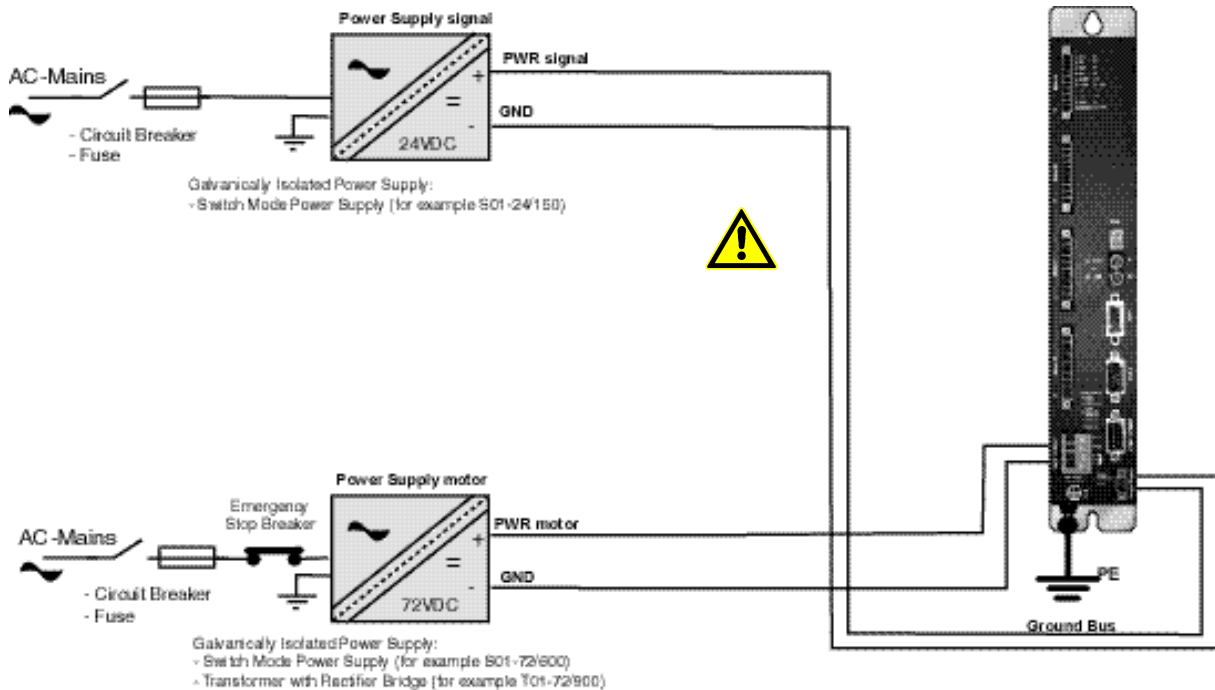 Power Supply signal
AC-Mains
PWR signal
+
=
GND
-
24VDC
- Circuit Breaker
- Fuse
Galvanically Isolated Power Supply:
- Switch Mode Power Supply (for example S01-24/150)
Power Supply motor
Emergency
Stop Breaker
AC-Mains
PWR motor
+
=
GND
-
72VDC
- Circuit Breaker
- Fuse
PE
Ground Bus
Galvanically Isolated Power Supply:
- Switch Mode Power Supply (for example S01-72/600)
- Transformer with Rectifier Bridge (for example T01-72/900)